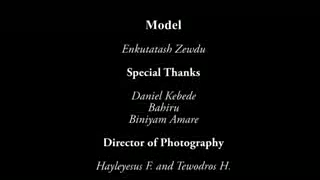 Model
Enkutatash Zewdu
Special Thanks
Daniel Kebede
Bahiru
Biniyam Amare
Director of Photography
Hayleyesus F. and Tewodros H.